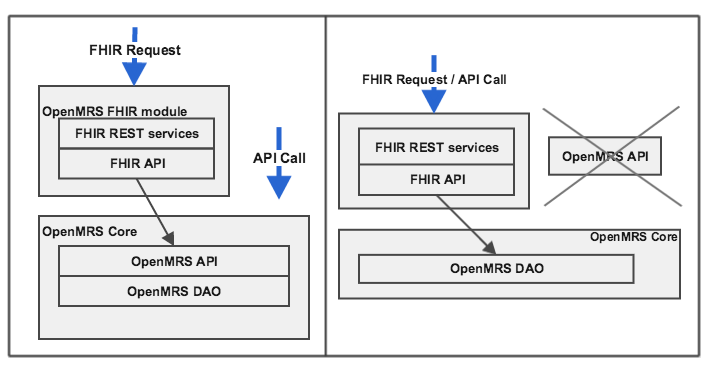 FHIR Request
OpenMRS FHIR module
FHIR REST services
FHIR API
API Call
OpenMRS Core
OpenMRS API
OpenMRS DAO
FHIR Request / API Call
FHIR REST services
FHIR API
OpenMRS API
OpenMRS Core
OpenMRS DAO